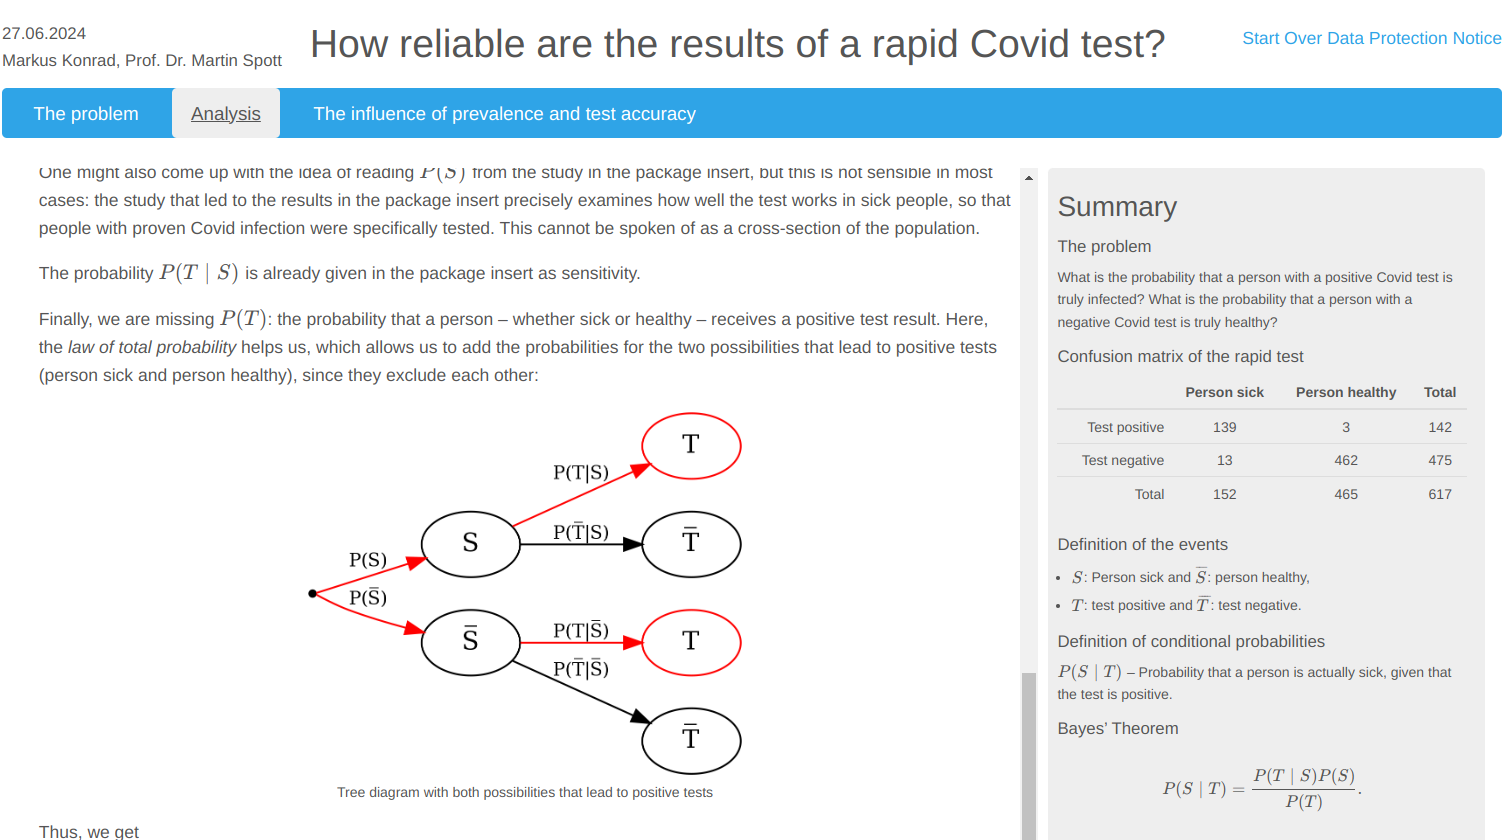 27.06.2024
Markus Konrad, Prof. Dr. Martin Spott
How reliable are the results of a rapid Covid test?
Start Over Data Protection Notice
The problem
Analysis
The influence of prevalence and test accuracy
One might also come up with the idea of reading P(S) from the study in the package insert, but this is not sensible in most
cases: the study that led to the results in the package insert precisely examines how well the test works in sick people, so that
people with proven Covid infection were specifically tested. This cannot be spoken of as a cross-section of the population.
The probability P(T | S) is already given in the package insert as sensitivity.
Finally, we are missing P(T): the probability that a person – whether sick or healthy – receives a positive test result. Here,
the law of total probability helps us, which allows us to add the probabilities for the two possibilities that lead to positive tests
(person sick and person healthy), since they exclude each other:
T
P(T|S)
P(T̅|S)
S
T̅
P(S)
P(S̅)
P(T|S̅)
S̅
T
P(T̅|S̅)
T̅
Tree diagram with both possibilities that lead to positive tests
Thus, we get
Summary
The problem
What is the probability that a person with a positive Covid test is
truly infected? What is the probability that a person with a
negative Covid test is truly healthy?
Confusion matrix of the rapid test
Person sick Person healthy Total
Test positive 139 3 142
Test negative 13 462 475
Total 152 465 617
Definition of the events
• S: Person sick and S̅: person healthy,
• T: test positive and T̅: test negative.
Definition of conditional probabilities
P(S | T) – Probability that a person is actually sick, given that
the test is positive.
Bayes' Theorem
P(S | T) = P(T | S)P(S) / P(T).